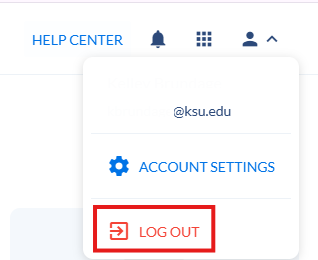 HELP CENTER
@ksu.edu
ACCOUNT SETTINGS
LOG OUT